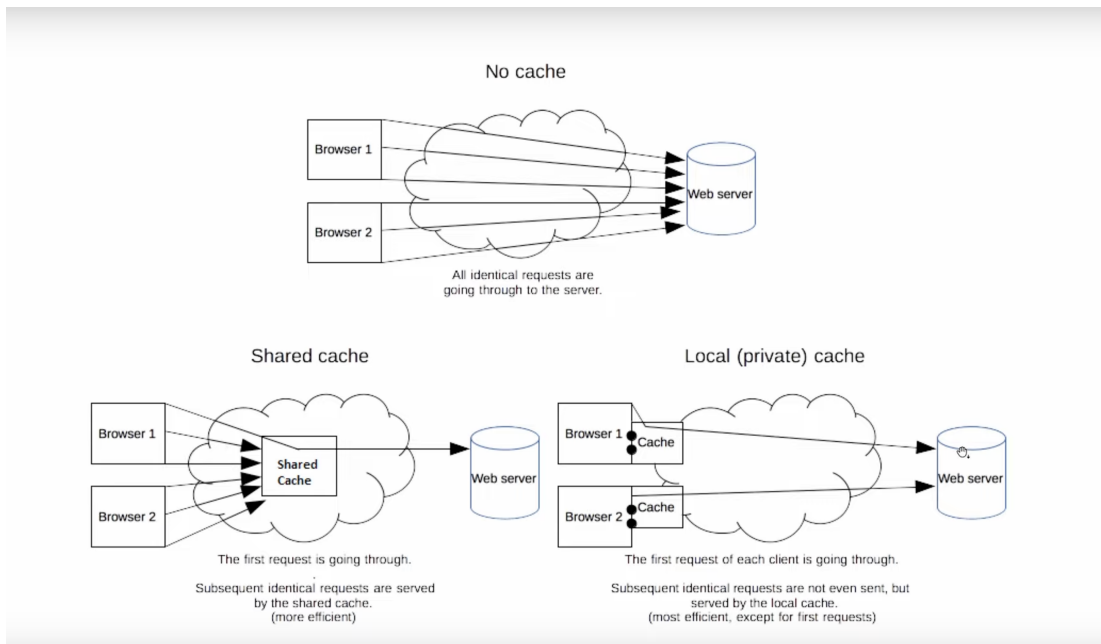 No cache
Browser 1
Web server
Browser 2
All identical requests are
going through to the server.
Shared cache
Browser 1
Shared
Cache
Web server
Browser 2
The first request is going through.
Subsequent identical requests are served
by the shared cache.
(more efficient)
Local (private) cache
Browser 1
Cache
Web server
Browser 2
Cache
The first request of each client is going through.
Subsequent identical requests are not even sent, but
served by the local cache.
(most efficient, except for first requests)